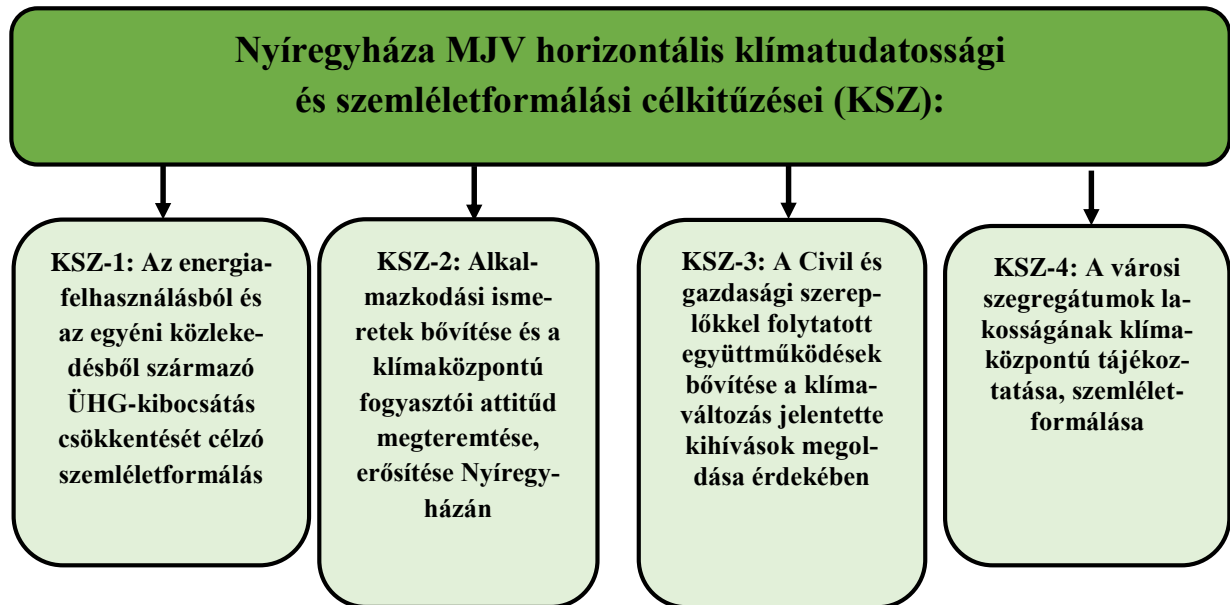 Nyíregyháza MJV horizontális klímatudatossági
és szemléletformálási célkitűzései (KSZ):
KSZ-1: Az energia-
felhasználásból és
az egyéni közleke-
désből származó
ÜHG-kibocsátás
csökkentését célzó
szemléletformálás
KSZ-2: Alkal-
mazkodási isme-
retek bővítése és a
klímaközpontú
fogyasztói attitűd
megteremtése,
erősítése Nyíregy-
házán
KSZ-3: A Civil és
gazdasági szerep-
lőkkel folytatott
együttműködések
bővítése a klíma-
változás jelentette
kihívások megol-
dása érdekében
KSZ-4: A városi
szegregátumok la-
kosságának klíma-
központú tájékoz-
tatása, szemlélet-
formálása